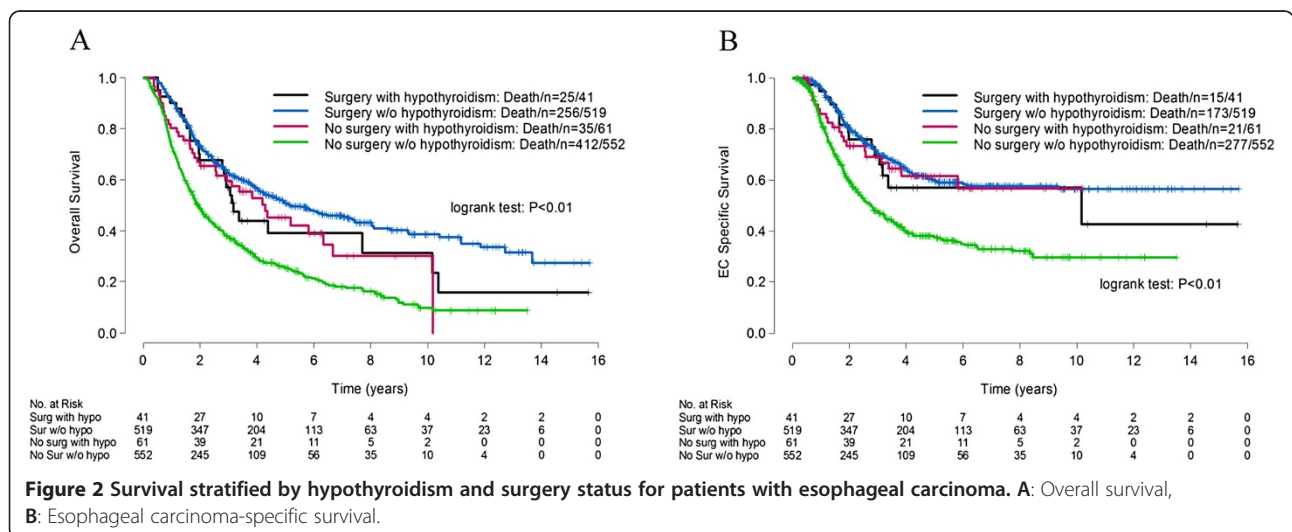 A
Overall Survival
1.0
0.8
0.6
0.4
0.2
0.0
Surgery with hypothyroidism: Death/n=25/41
Surgery w/o hypothyroidism: Death/n=256/519
No surgery with hypothyroidism: Death/n=35/61
No surgery w/o hypothyroidism: Death/n=412/552
logrank test: P<0.01
0 2 4 6 8 10 12 14 16
Time (years)
No. at Risk
Surg with hypo 41 27 10 7 4 4 2 2 0
Sur w/o hypo 519 347 204 113 63 37 23 6 0
No surg with hypo 61 39 21 11 5 2 0 0 0
No Sur w/o hypo 552 245 109 56 35 10 4 0 0
B
EC Specific Survival
1.0
0.8
0.6
0.4
0.2
0.0
Surgery with hypothyroidism: Death/n=15/41
Surgery w/o hypothyroidism: Death/n=173/519
No surgery with hypothyroidism: Death/n=21/61
No surgery w/o hypothyroidism: Death/n=277/552
logrank test: P<0.01
0 2 4 6 8 10 12 14 16
Time (years)
No. at Risk
Surg with hypo 41 27 10 7 4 4 2 2 0
Sur w/o hypo 519 347 204 113 63 37 23 6 0
No surg with hypo 61 39 21 11 5 2 0 0 0
No Sur w/o hypo 552 245 109 56 35 10 4 0 0
Figure 2 Survival stratified by hypothyroidism and surgery status for patients with esophageal carcinoma. A: Overall survival,
B: Esophageal carcinoma-specific survival.